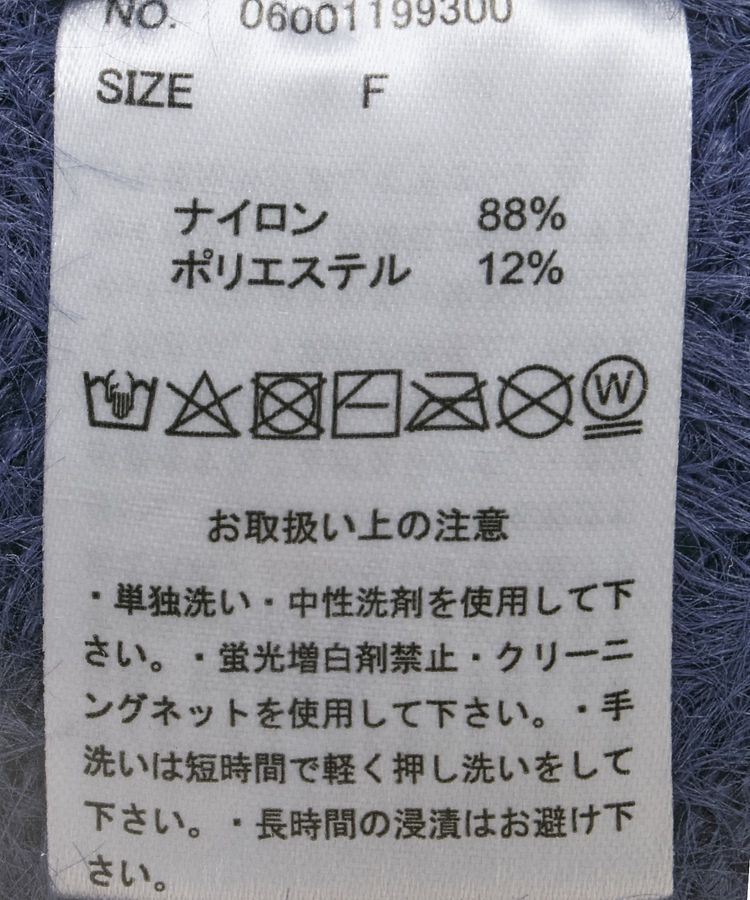 NO. 06001199300
SIZE F
ナイロン 88%
ポリエステル 12%
W
お取扱い上の注意
・単独洗い・中性洗剤を使用して下
さい。・蛍光増白剤禁止・クリーニ
ングネットを使用して下さい。・手
洗いは短時間で軽く押し洗いをして
下さい。・長時間の浸漬はお避け下
さい。